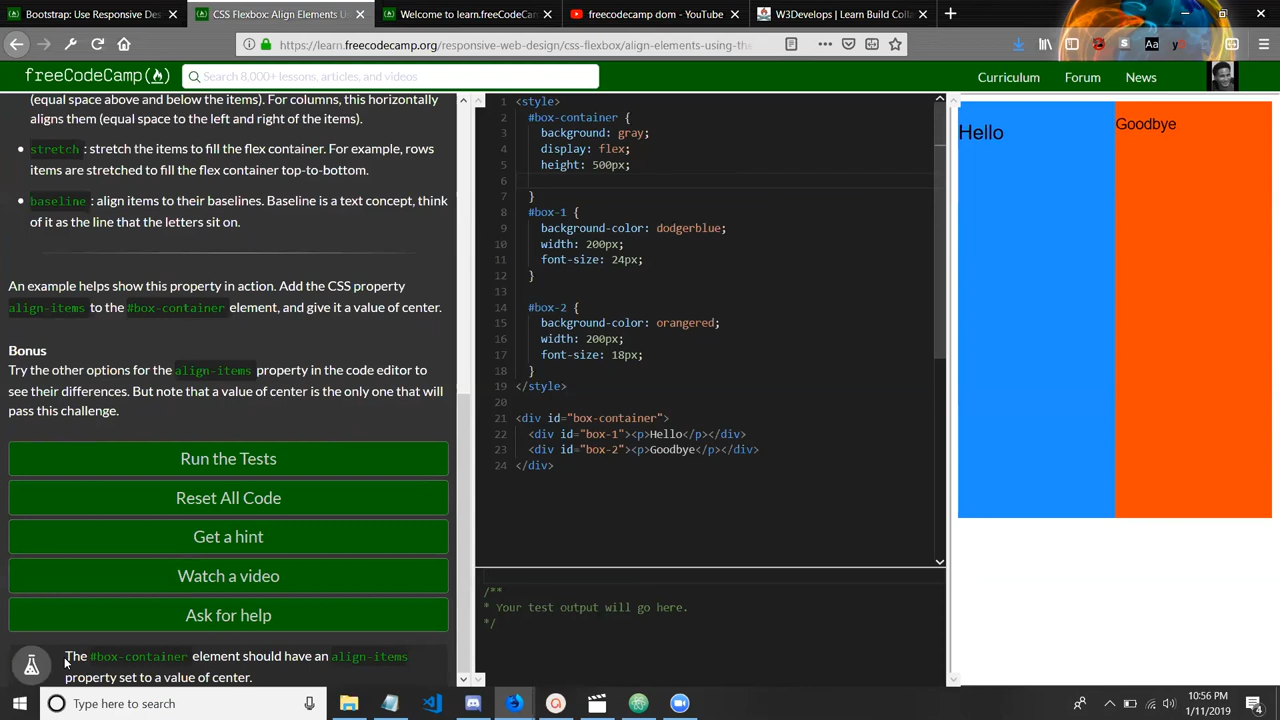 Bootstrap: Use Responsive Des
CSS Flexbox: Align Elements U
Welcome to learn.freeCodeCam
freecodecamp dom - YouTube
W3Develops | Learn Build Colla
https://learn.freecodecamp.org/responsive-web-design/css-flexbox/align-elements-using-the
freeCodeCamp
Search 8,000+ lessons, articles, and videos
Curriculum
Forum
News
(equal space above and below the items). For columns, this horizontally
aligns them (equal space to the left and right of the items).
stretch : stretch the items to fill the flex container. For example, rows
items are stretched to fill the flex container top-to-bottom.
baseline : align items to their baselines. Baseline is a text concept, think
of it as the line that the letters sit on.
An example helps show this property in action. Add the CSS property
align-items to the #box-container element, and give it a value of center.
Bonus
Try the other options for the align-items property in the code editor to
see their differences. But note that a value of center is the only one that will
pass this challenge.
Run the Tests
Reset All Code
Get a hint
Watch a video
Ask for help
The #box-container element should have an align-items
property set to a value of center.
1 <style>
2 #box-container {
3 background: gray;
4 display: flex;
5 height: 500px;
6
7 }
8 #box-1 {
9 background-color: dodgerblue;
10 width: 200px;
11 font-size: 24px;
12 }
13
14 #box-2 {
15 background-color: orangered;
16 width: 200px;
17 font-size: 18px;
18 }
19 </style>
20
21 <div id="box-container">
22 <div id="box-1"><p>Hello</p></div>
23 <div id="box-2"><p>Goodbye</p></div>
24 </div>
/**
* Your test output will go here.
*/
Hello
Goodbye
Type here to search
10:56 PM
1/11/2019
4